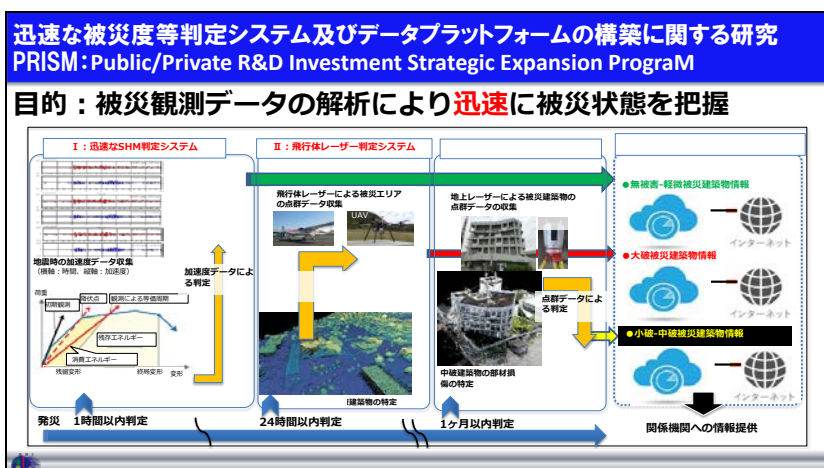 迅速な被災度等判定システム及びデータプラットフォームの構築に関する研究
PRISM：Public/Private R&D Investment Strategic Expansion PrograM
目的：被災観測データの解析により迅速に被災状態を把握
Ⅰ：迅速なSHM判定システム
地震時の加速度データ収集
（横軸：時間、縦軸：加速度）
加速度データによ
る判定
荷重
初期観測
降伏点
観測による等価周期
残存エネルギー
消費エネルギー
残留変形
終局変形
変形
Ⅱ：飛行体レーザー判定システム
飛行体レーザーによる被災エリア
の点群データ収集
UAV
建築物の特定
地上レーザーによる被災建築物の
点群データの収集
点群データによ
る判定
中破建築物の部材損
傷の特定
●無被害-軽微被災建築物情報
インターネット
●大破被災建築物情報
インターネット
●小破-中破被災建築物情報
インターネット
発災
1時間以内判定
24時間以内判定
1ヶ月以内判定
関係機関への情報提供